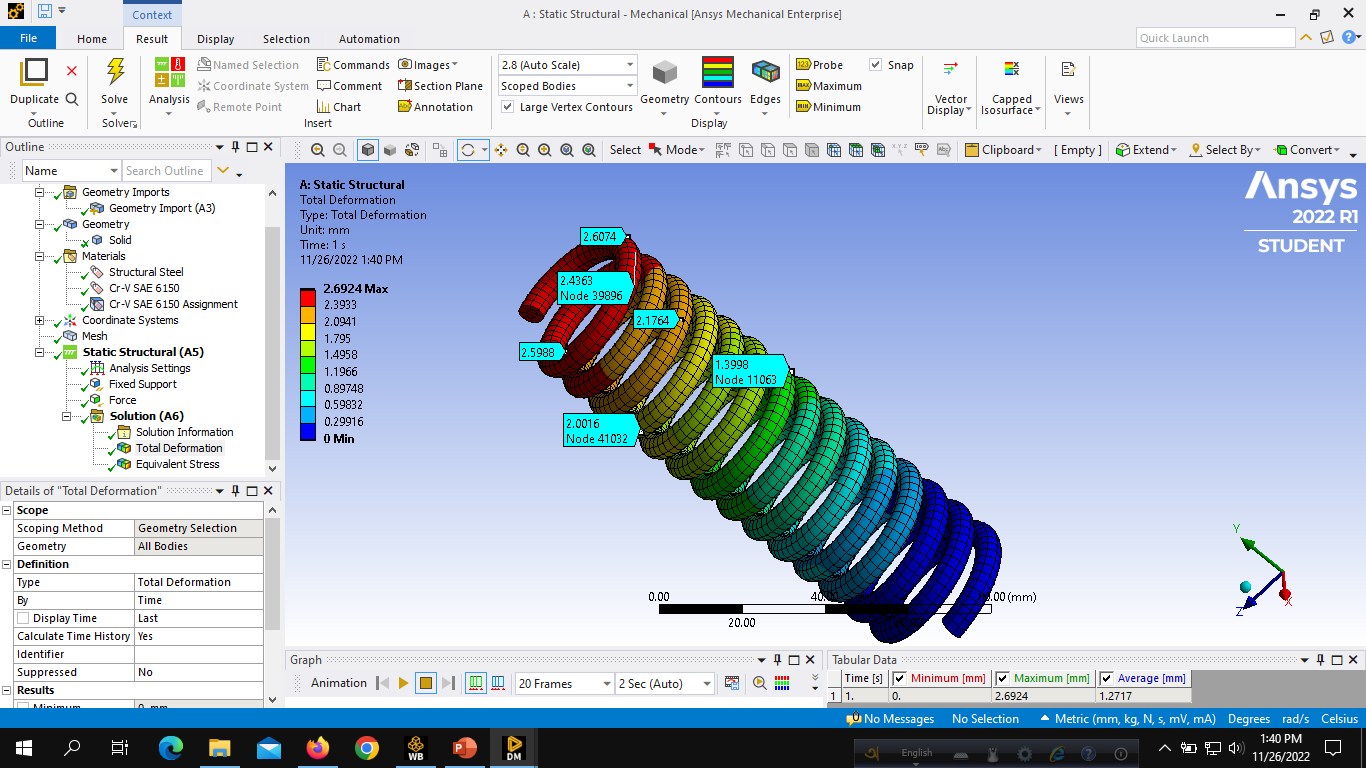 Context
A : Static Structural - Mechanical [Ansys Mechanical Enterprise]
File Home Result Display Selection Automation
Quick Launch
Duplicate
Outline
Solve
Solver
Analysis
Named Selection
Coordinate System
Remote Point
Commands
Comment
Chart
Images
Section Plane
Annotation
Insert
2.8 (Auto Scale)
Scoped Bodies
Large Vertex Contours
Geometry
Contours
Edges
Display
Probe
Maximum
Minimum
Snap
Vector
Display
Capped
Isosurface
Views
Outline
Name
Search Outline
Select Mode Clipboard [ Empty ] Extend Select By Convert
Geometry Imports
Geometry Import (A3)
Geometry
Solid
Materials
Structural Steel
Cr-V SAE 6150
Cr-V SAE 6150 Assignment
Coordinate Systems
Mesh
Static Structural (A5)
Analysis Settings
Fixed Support
Force
Solution (A6)
Solution Information
Total Deformation
Equivalent Stress
Details of "Total Deformation"
Scope
Scoping Method Geometry Selection
Geometry All Bodies
Definition
Type Total Deformation
By Time
Display Time Last
Calculate Time History Yes
Identifier
Suppressed No
Results
Minimum 0. mm
A: Static Structural
Total Deformation
Type: Total Deformation
Unit: mm
Time: 1 s
11/26/2022 1:40 PM
2.6924 Max
2.3933
2.0941
1.795
1.4958
1.1966
0.89748
0.59832
0.29916
0 Min
2.6074
2.4363
Node 39896
2.1764
2.5988
1.3998
Node 11063
2.0016
Node 41032
Ansys
2022 R1
STUDENT
0.00
(mm)
20.00
Y
X
Z
Graph
Animation
20 Frames
2 Sec (Auto)
Tabular Data
Time [s] Minimum [mm] Maximum [mm] Average [mm]
1 1. 0. 2.6924 1.2717
No Messages No Selection Metric (mm, kg, N, s, mV, mA) Degrees rad/s Celsius
WB
DM
English
1:40 PM
11/26/2022